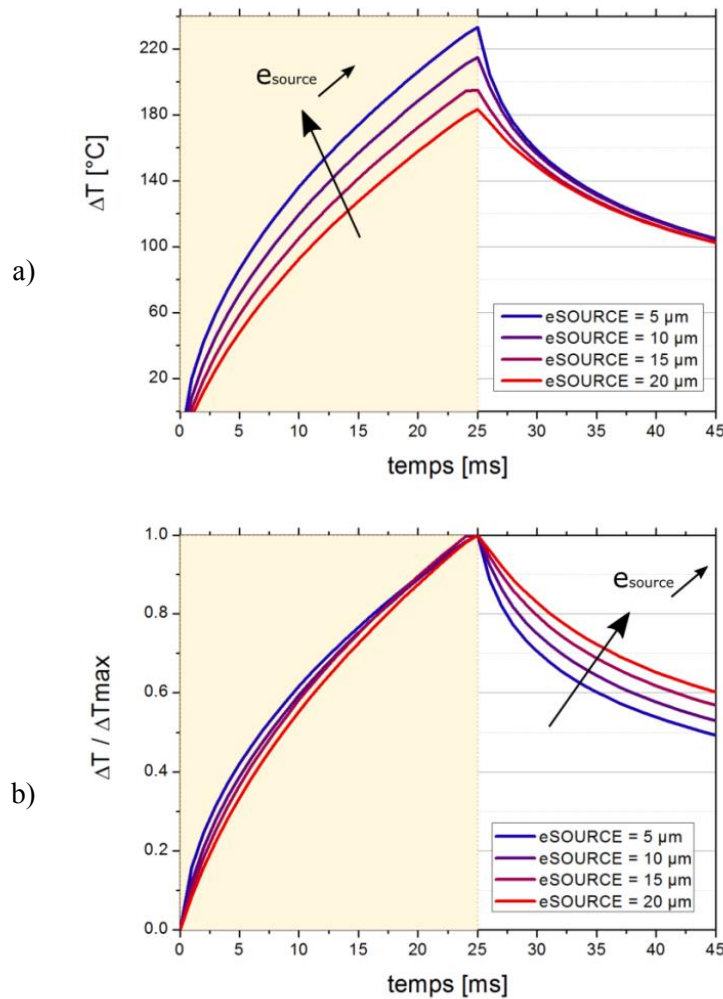 a)
ΔT [°C]
220
180
140
100
60
20
esource
eSOURCE = 5 µm
eSOURCE = 10 µm
eSOURCE = 15 µm
eSOURCE = 20 µm
0 5 10 15 20 25 30 35 40 45
temps [ms]
b)
ΔT / ΔTmax
1.0
0.8
0.6
0.4
0.2
0.0
esource
eSOURCE = 5 µm
eSOURCE = 10 µm
eSOURCE = 15 µm
eSOURCE = 20 µm
0 5 10 15 20 25 30 35 40 45
temps [ms]